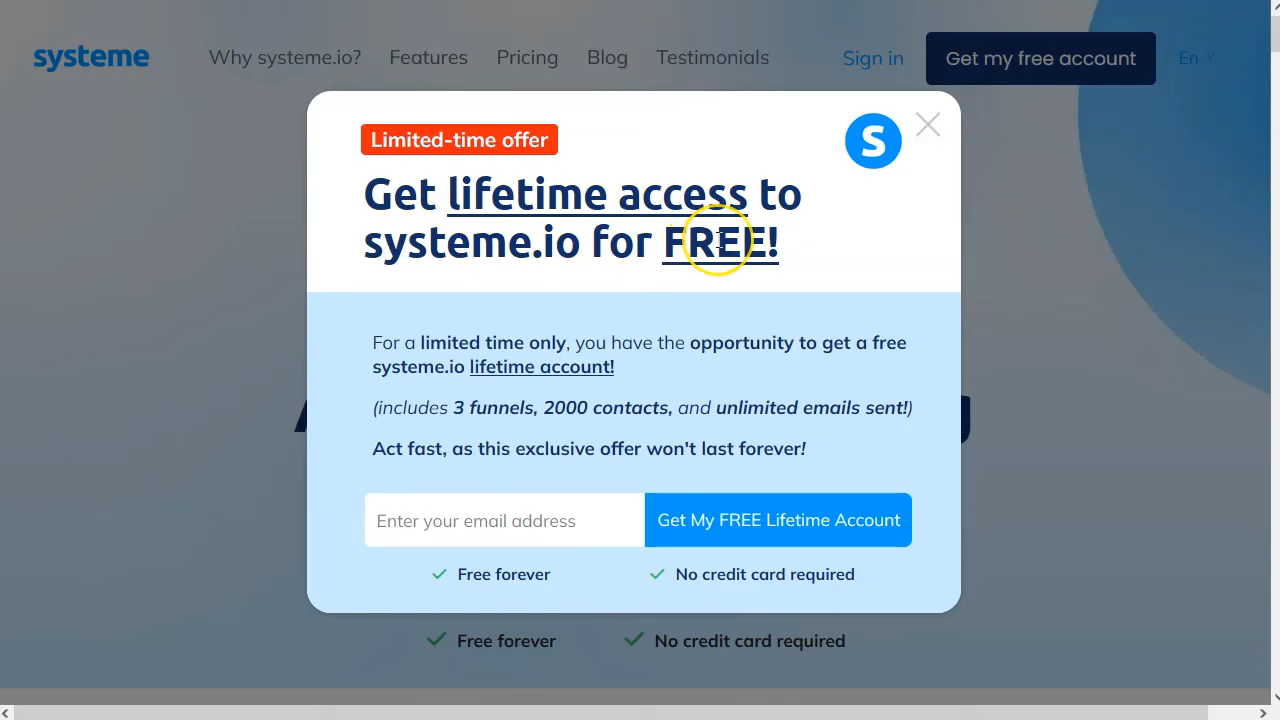 systeme
Why systeme.io?
Features
Pricing
Blog
Testimonials
Sign in
Get my free account
En
Limited-time offer
S
Get lifetime access to
systeme.io for FREE!
For a limited time only, you have the opportunity to get a free
systeme.io lifetime account!
(includes 3 funnels, 2000 contacts, and unlimited emails sent!)
Act fast, as this exclusive offer won't last forever!
Enter your email address
Get My FREE Lifetime Account
Free forever
No credit card required
Free forever
No credit card required